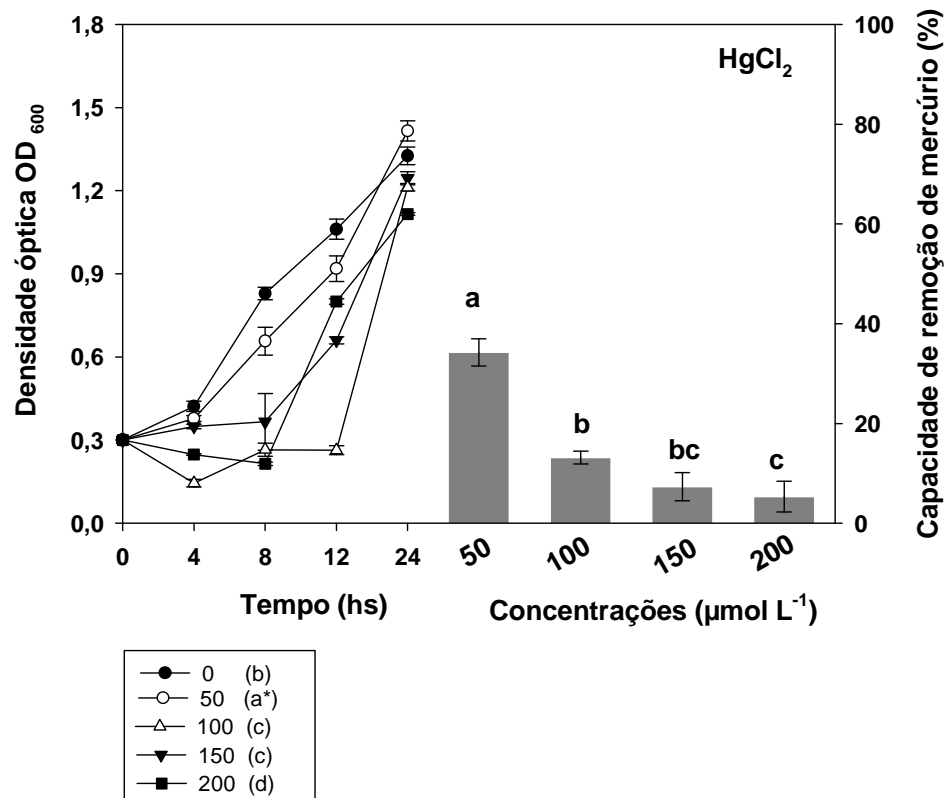 HgCl2
Densidade óptica OD 600
1,8
1,5
1,2
0,9
0,6
0,3
0,0
100
80
60
40
20
0
Capacidade de remoção de mercúrio (%)
a
b
bc
c
0 4 8 12 24
50 100 150 200
Tempo (hs)
Concentrações (µmol L-1)
0 (b)
50 (a*)
100 (c)
150 (c)
200 (d)